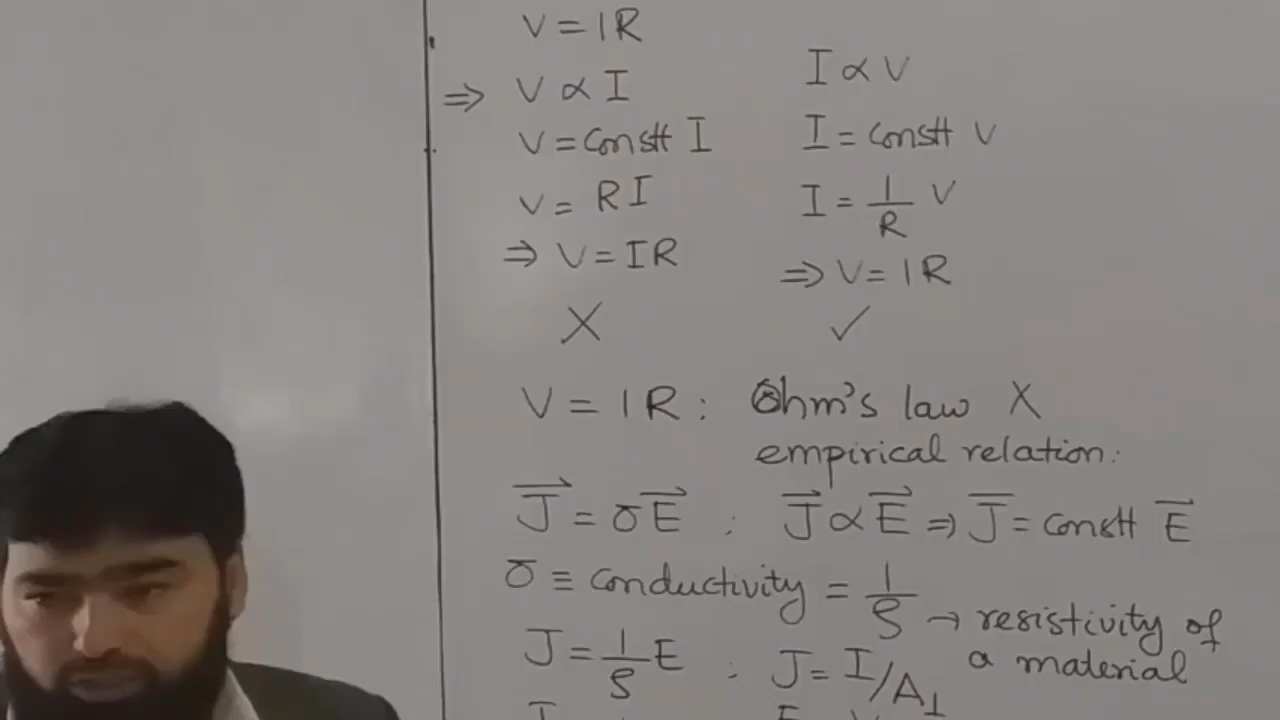 V = IR
⇒ V ∝ I
V = constt I
V = RI
⇒ V = IR
X
I ∝ V
I = constt V
I = 1/R V
⇒ V = IR
✓
V = IR : Ohm's law X
empirical relation.
J⃗ = σE⃗ : J⃗ ∝ E⃗ ⇒ J⃗ = constt E⃗
σ ≡ conductivity = 1/ρ → resistivity of
a material
J = 1/ρ E : J = I/A⊥